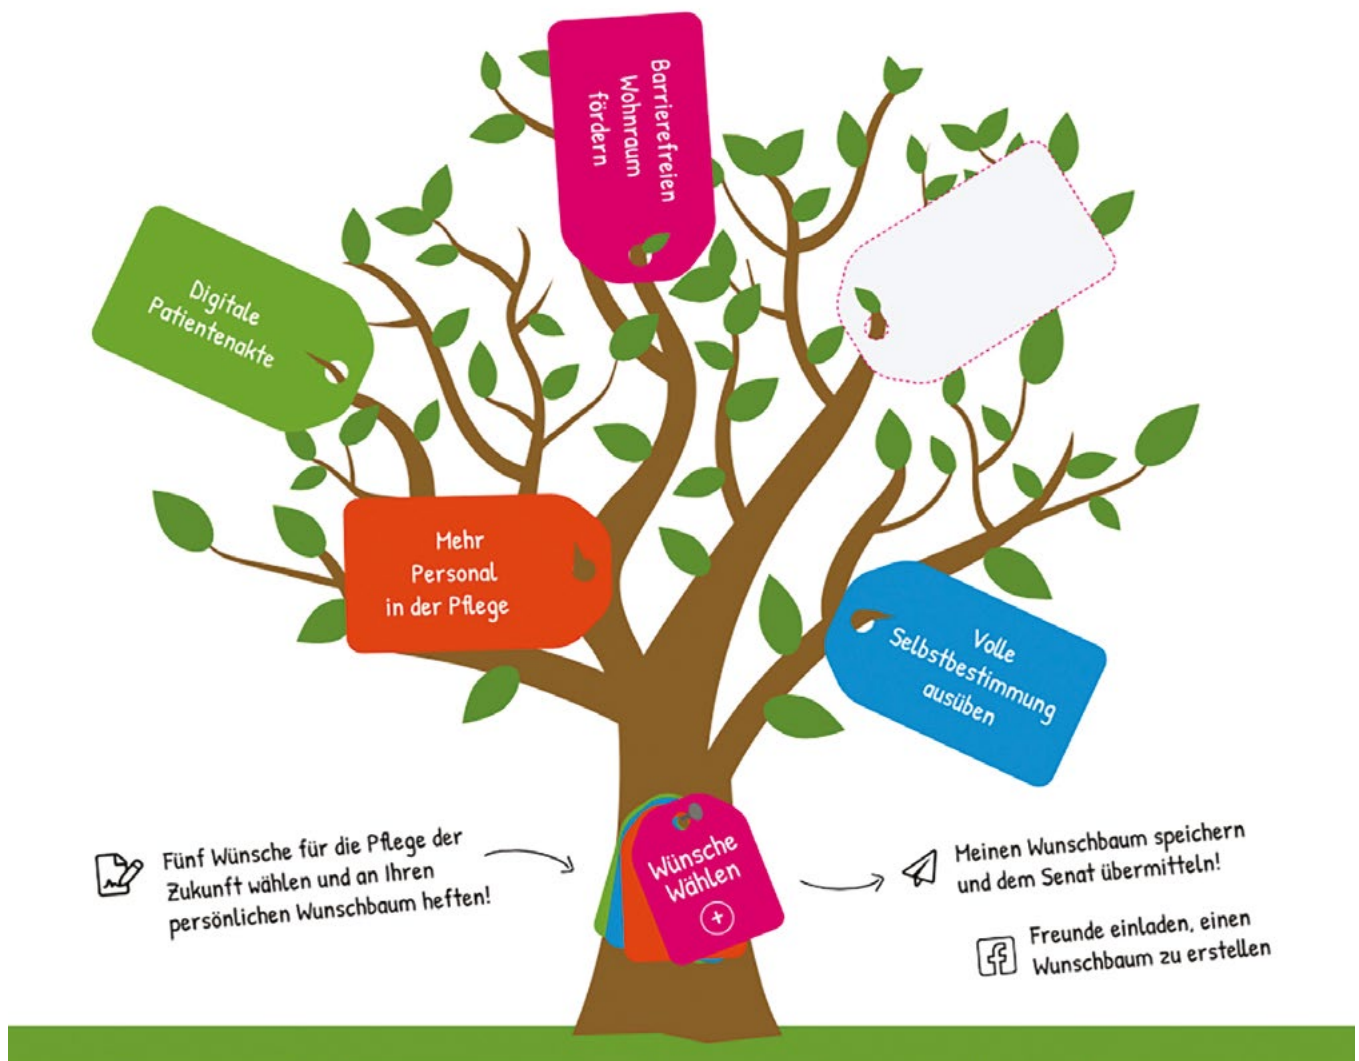 Barrierefreien
Wohnraum
fördern
Digitale
Patientenakte
Mehr
Personal
in der Pflege
Volle
Selbstbestimmung
ausüben
Fünf Wünsche für die Pflege der
Zukunft wählen und an Ihren
persönlichen Wunschbaum heften!
Wünsche
Wählen
+
Meinen Wunschbaum speichern
und dem Senat übermitteln!
Freunde einladen, einen
Wunschbaum zu erstellen